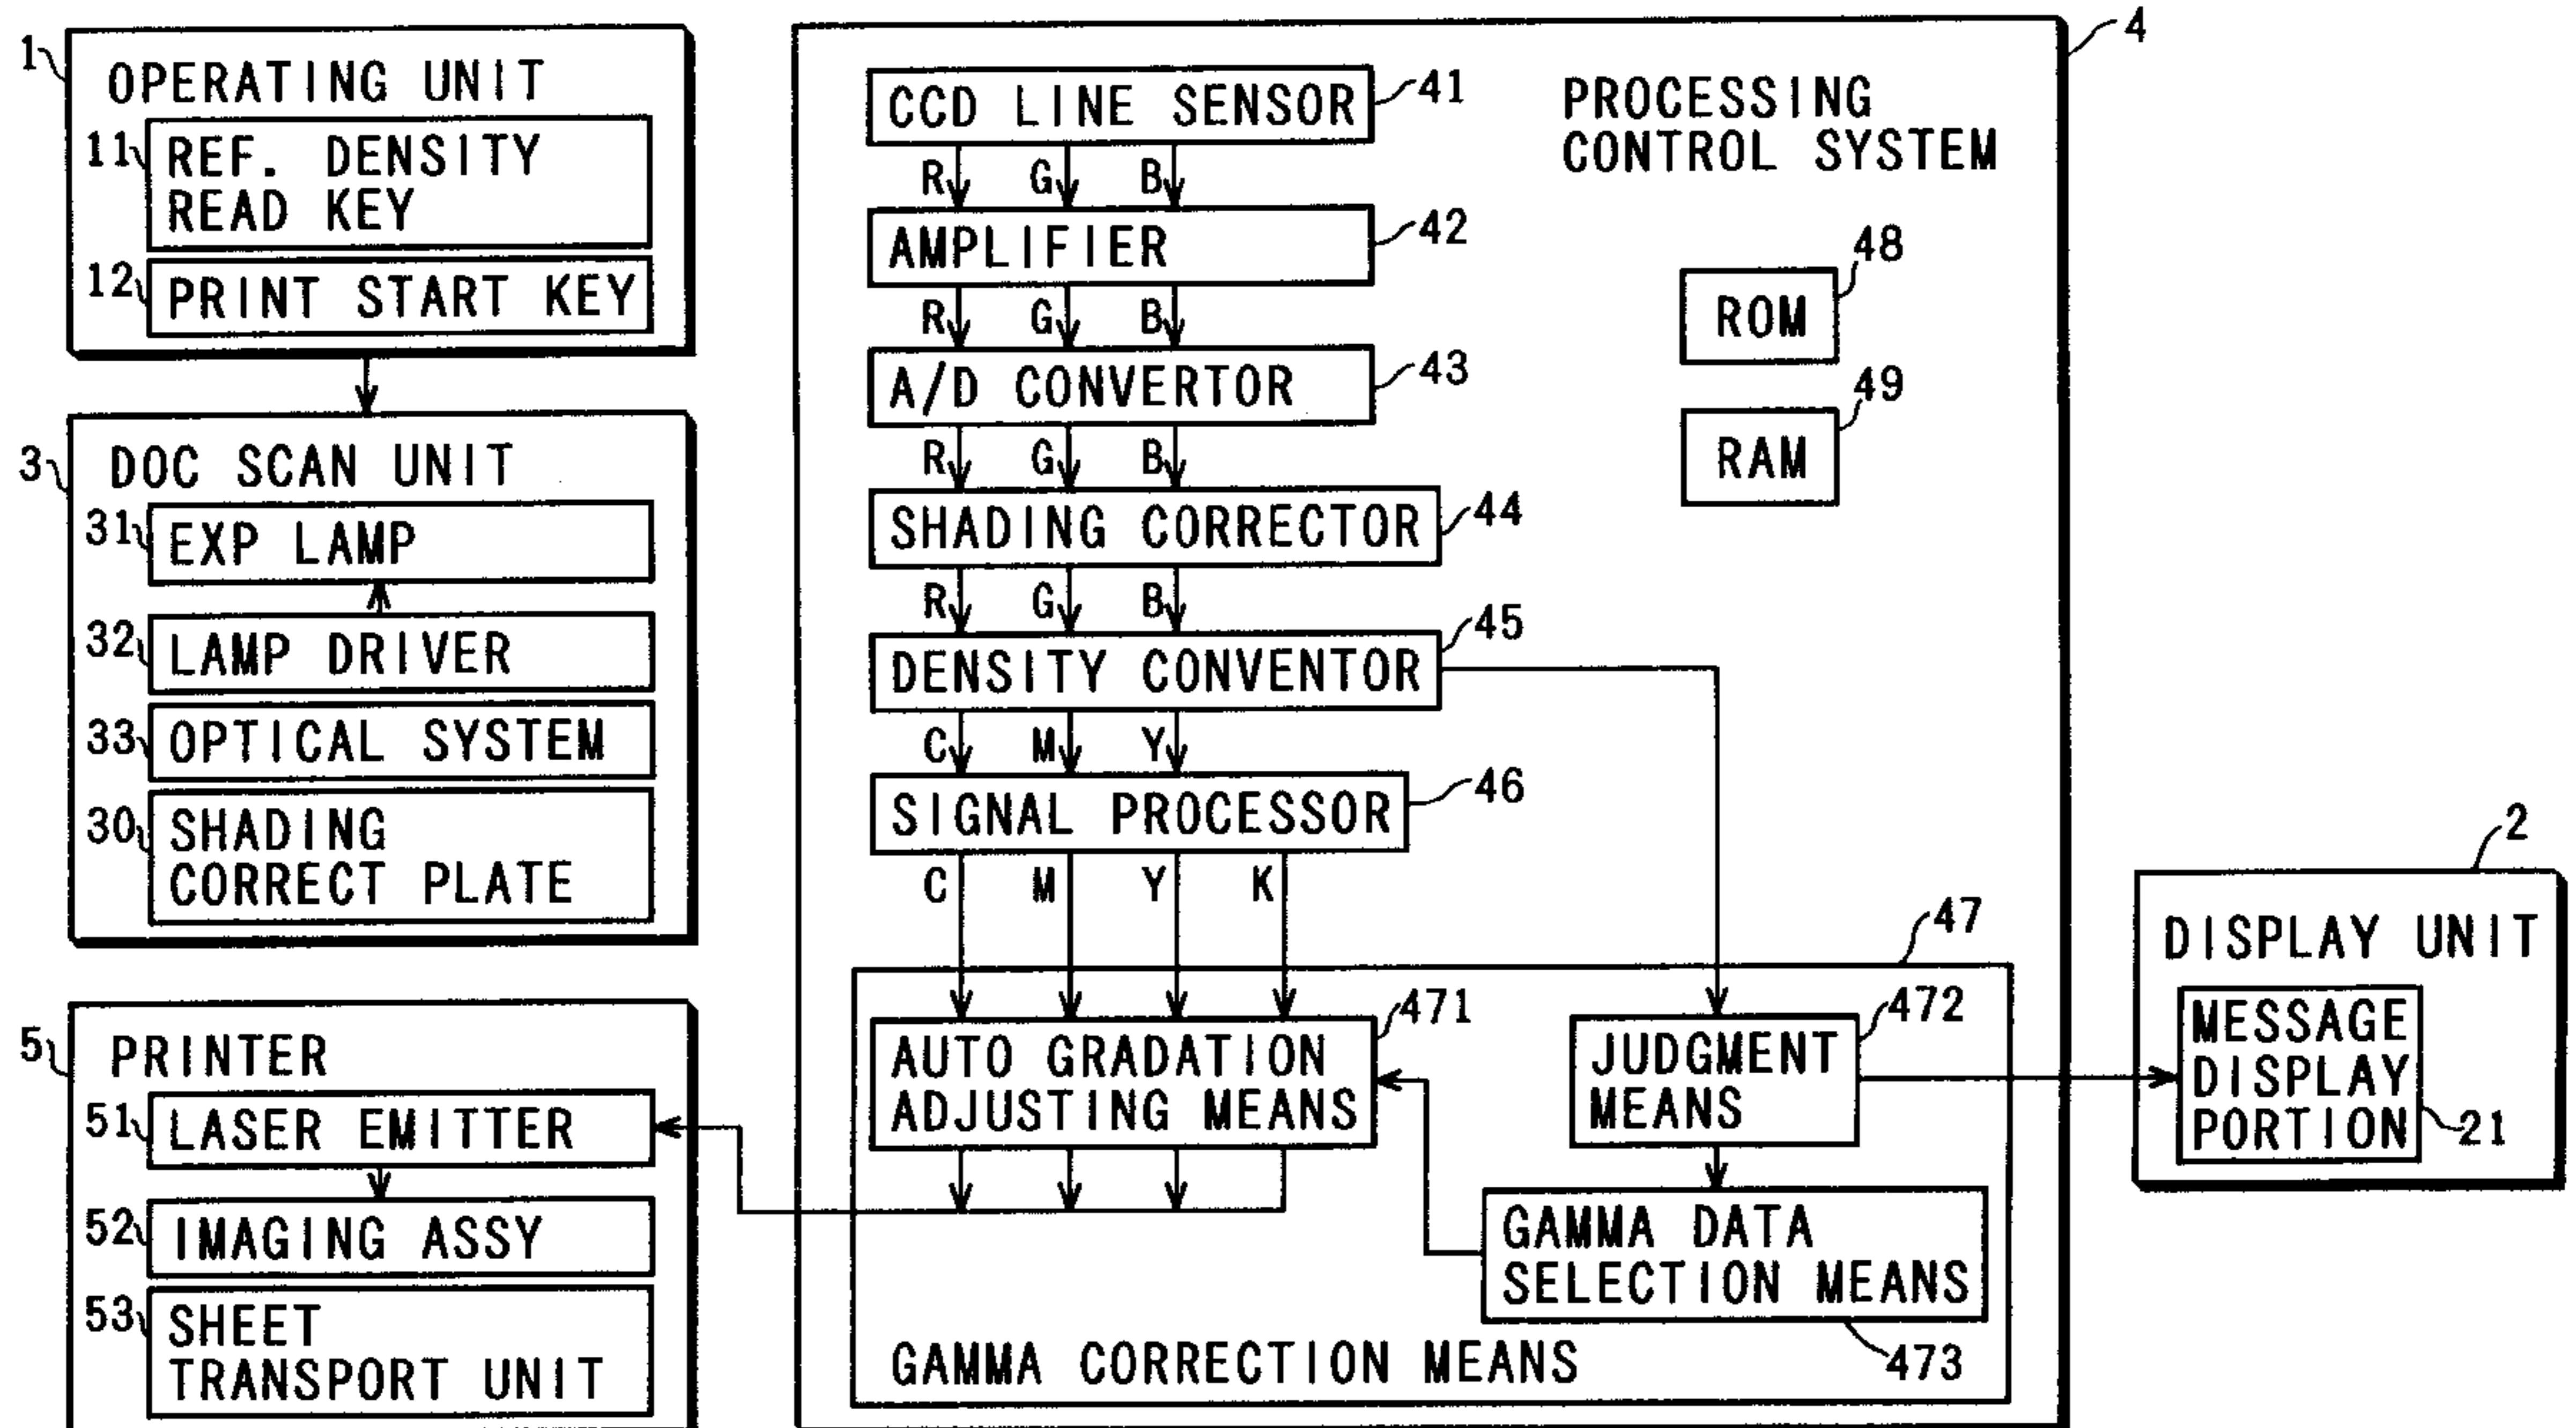 1
OPERATING UNIT
11
REF. DENSITY
READ KEY
12
PRINT START KEY
3
DOC SCAN UNIT
31
EXP LAMP
32
LAMP DRIVER
33
OPTICAL SYSTEM
30
SHADING
CORRECT PLATE
5
PRINTER
51
LASER EMITTER
52
IMAGING ASSY
53
SHEET
TRANSPORT UNIT
4
PROCESSING
CONTROL SYSTEM
CCD LINE SENSOR
41
R G B
AMPLIFIER
42
R G B
A/D CONVERTOR
43
R G B
SHADING CORRECTOR
44
R G B
DENSITY CONVENTOR
45
C M Y
SIGNAL PROCESSOR
46
C M Y K
48
ROM
49
RAM
47
471
AUTO GRADATION
ADJUSTING MEANS
472
JUDGMENT
MEANS
GAMMA DATA
SELECTION MEANS
473
GAMMA CORRECTION MEANS
2
DISPLAY UNIT
MESSAGE
DISPLAY
PORTION
21